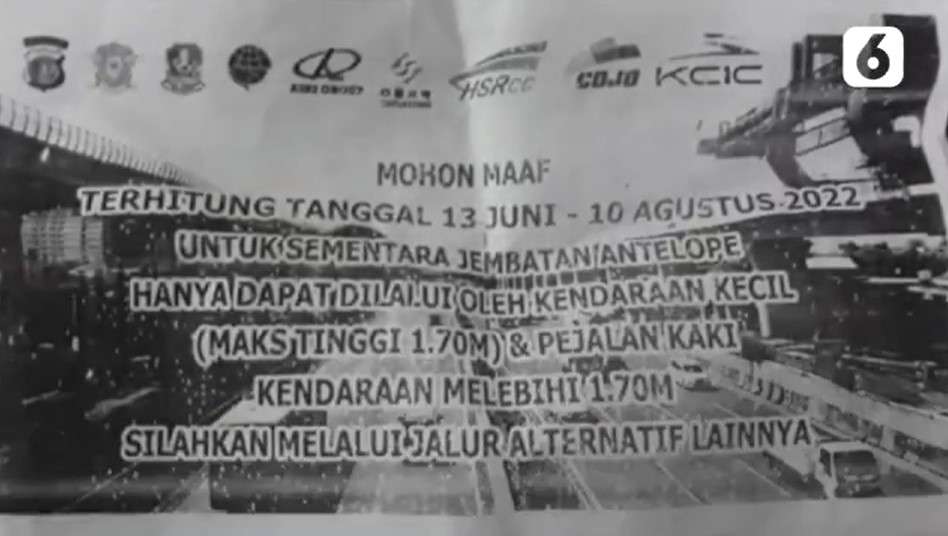 6
HSRCC
KCIC
MOHON MAAF
TERHITUNG TANGGAL 13 JUNI - 10 AGUSTUS 2022
UNTUK SEMENTARA JEMBATAN ANTELOPE
HANYA DAPAT DILALUI OLEH KENDARAAN KECIL
(MAKS TINGGI 1.70M) & PEJALAN KAKI
KENDARAAN MELEBIHI 1.70M
SILAHKAN MELALUI JALUR ALTERNATIF LAINNYA